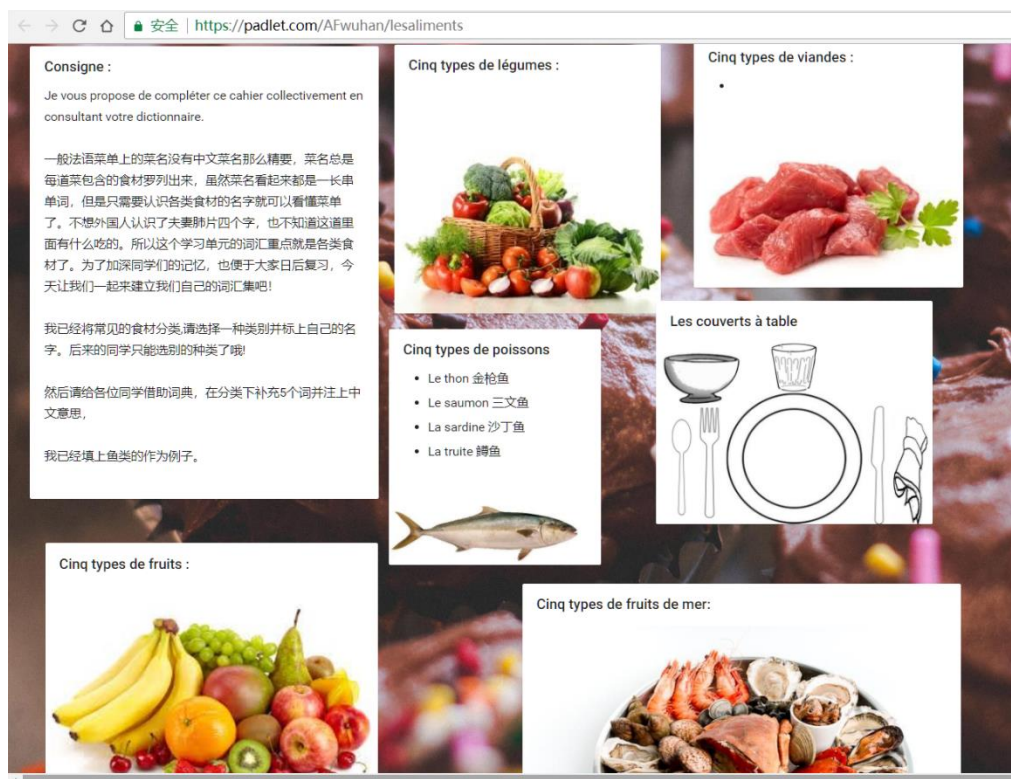 安全 | https://padlet.com/AFwuhan/lesaliments
Consigne :
Je vous propose de compléter ce cahier collectivement en
consultant votre dictionnaire.
一般法语菜单上的菜名没有中文菜名那么精要，菜名总是
每道菜包含的食材罗列出来，虽然菜名看起来都是一长串
单词，但是只需要认识各类食材的名字就可以看懂菜单
了。不想外国人认识了夫妻肺片四个字，也不知道这道里
面有什么吃的。所以这个学习单元的词汇重点就是各类食
材了。为了加深同学们的记忆，也便于大家日后复习，今
天让我们一起来建立我们自己的词汇集吧！
我已经将常见的食材分类,请选择一种类别并标上自己的名
字。后来的同学只能选别的种类了哦!
然后请给各位同学借助词典，在分类下补充5个词并注上中
文意思，
我已经填上鱼类的作为例子。
Cinq types de légumes :
Cinq types de viandes :
•
Cinq types de poissons
• Le thon 金枪鱼
• Le saumon 三文鱼
• La sardine 沙丁鱼
• La truite 鳟鱼
Les couverts à table
Cinq types de fruits :
Cinq types de fruits de mer: